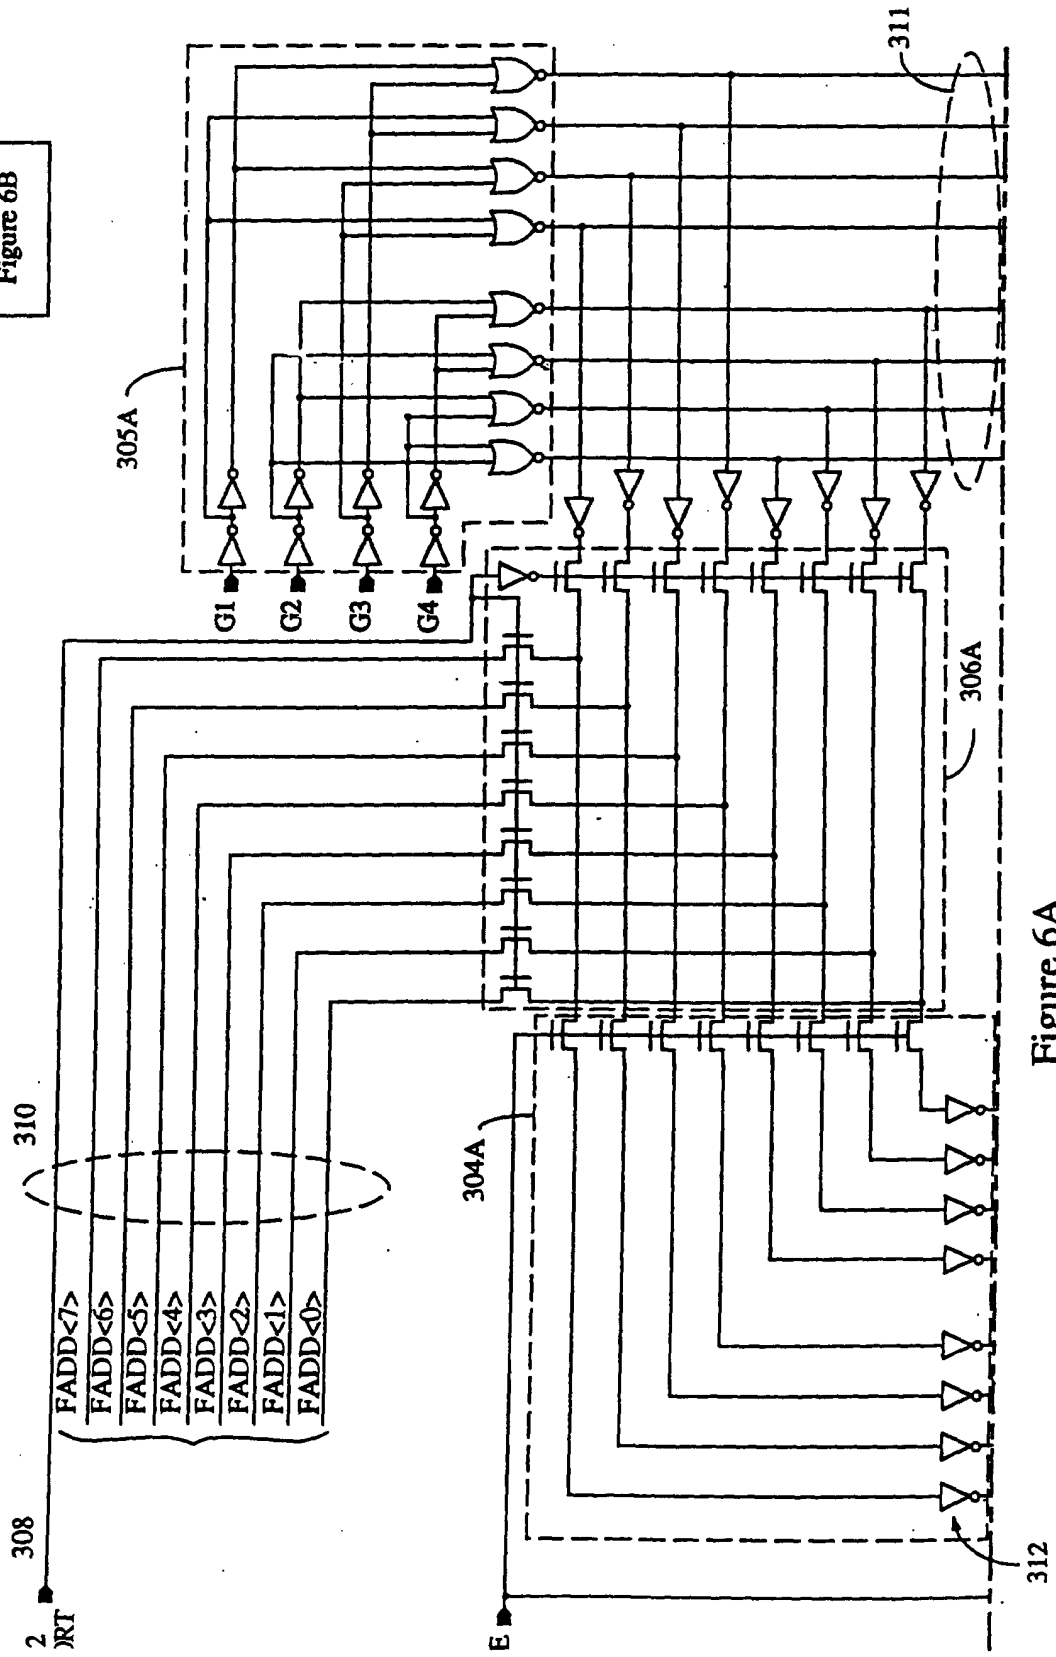 Figure 6B
305A
G1
G2
G3
G4
311
310
308
2
FADD<7>
FADD<6>
FADD<5>
FADD<4>
FADD<3>
FADD<2>
FADD<1>
FADD<0>
306A
304A
E
312
Figure 6A